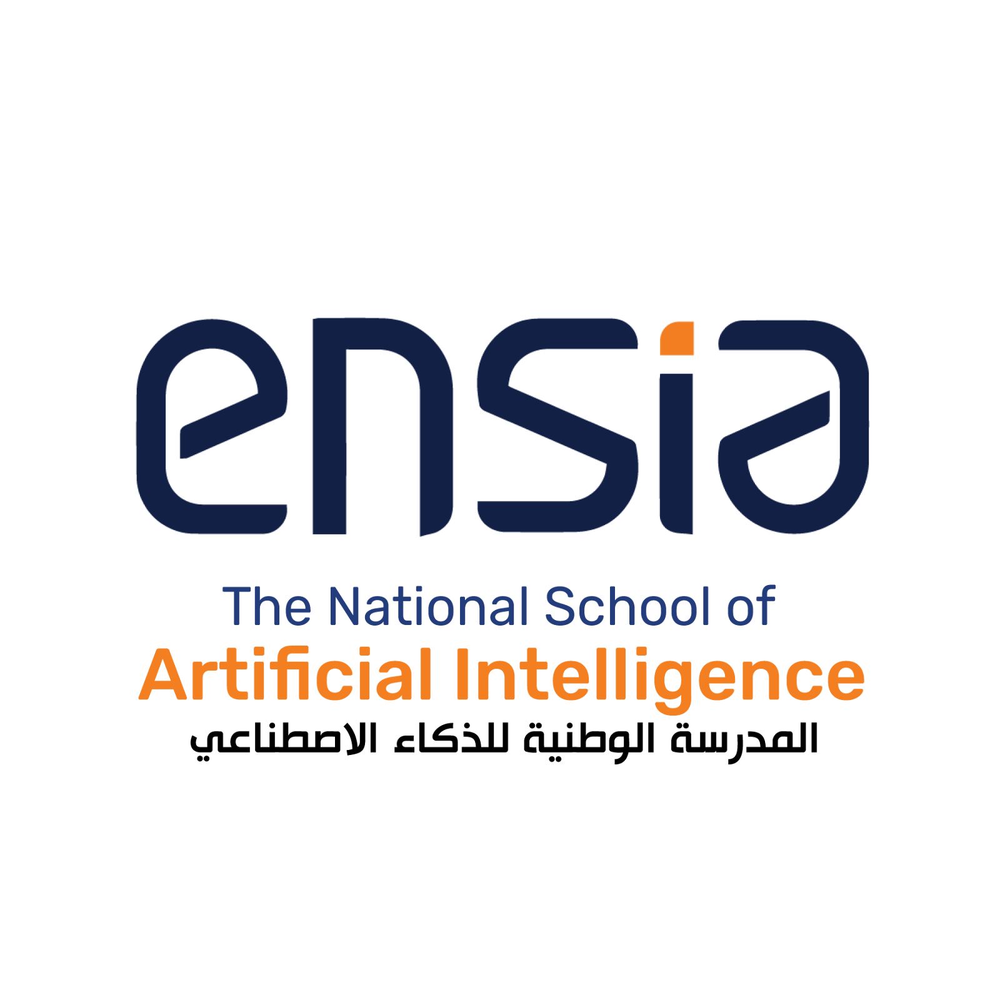 ensia
The National School of
Artificial Intelligence
المدرسة الوطنية للذكاء الاصطناعي